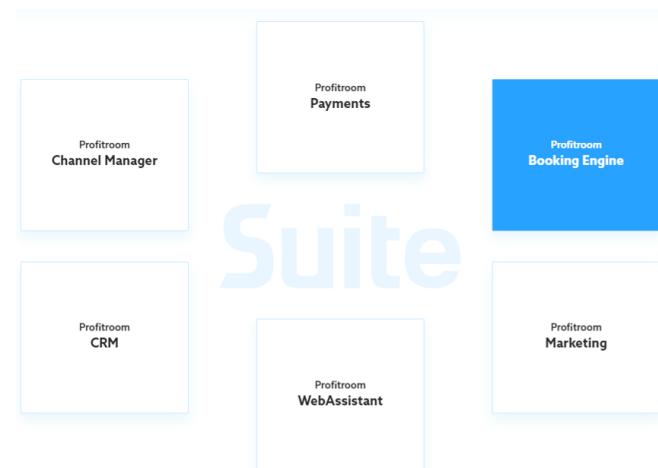 Profitroom
Payments
Profitroom
Channel Manager
Profitroom
Booking Engine
Suite
Profitroom
CRM
Profitroom
Marketing
Profitroom
WebAssistant